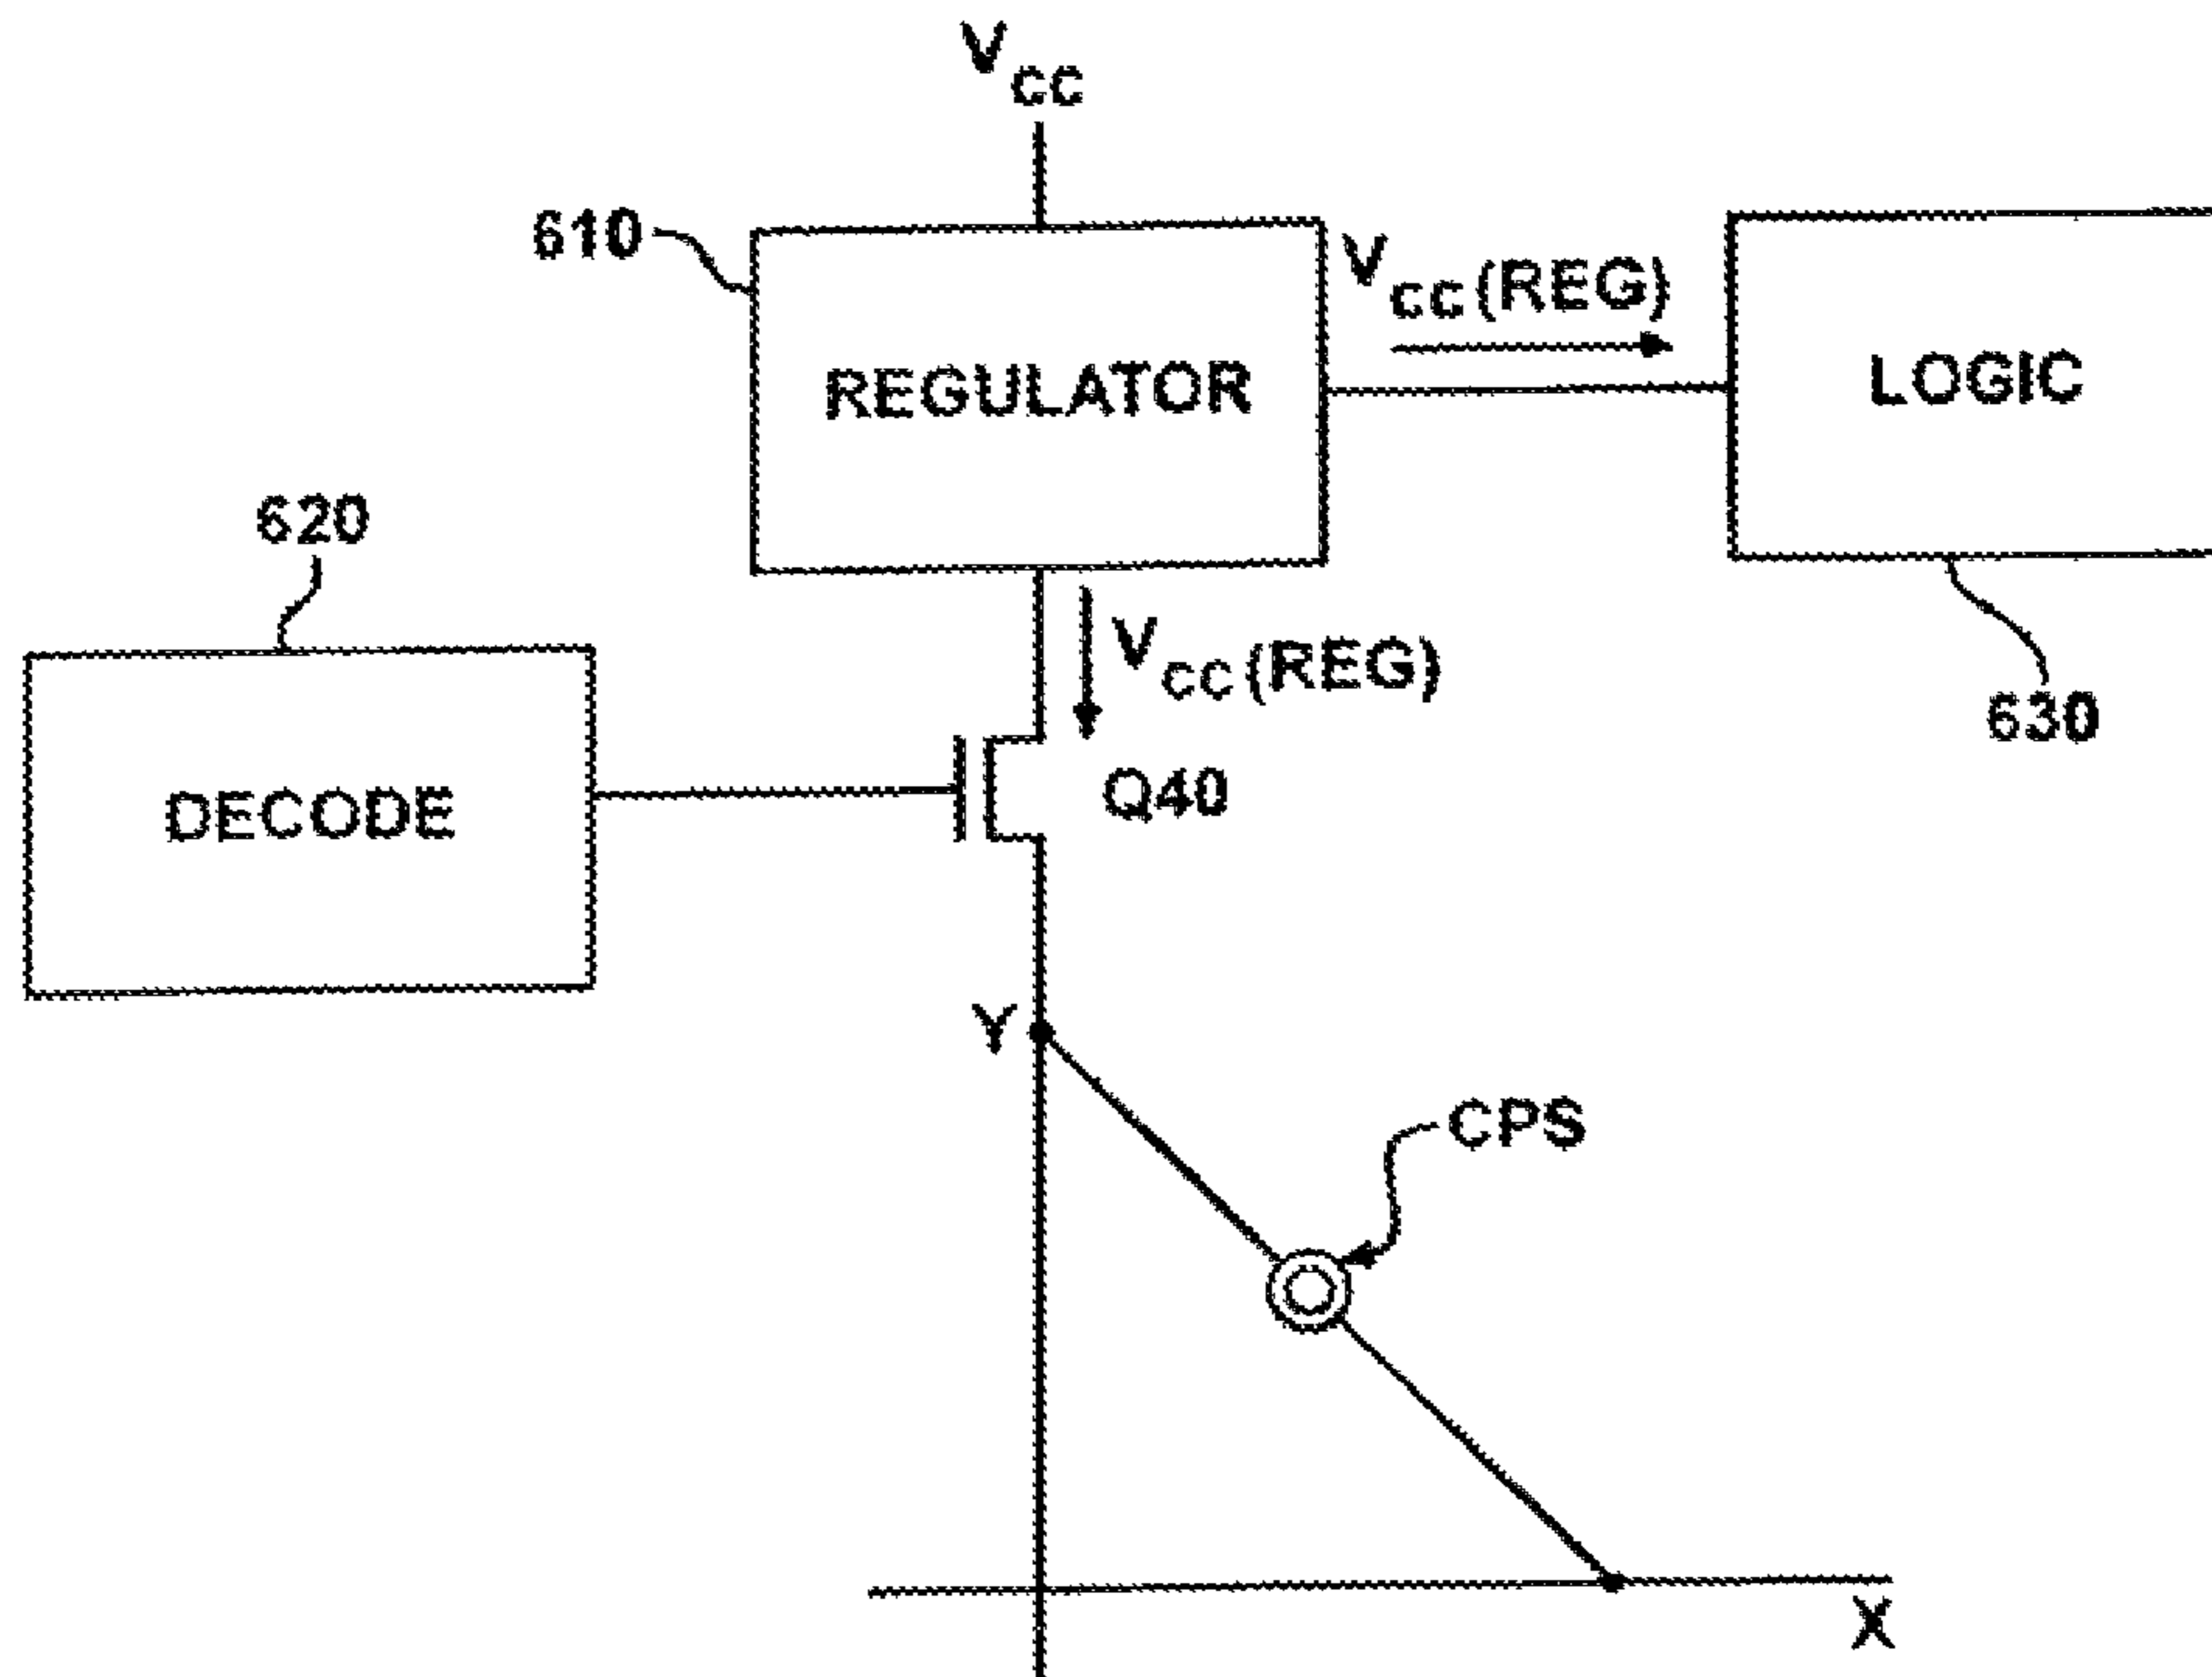 VCC
610
VCC(REG)
REGULATOR
LOGIC
620
VCC(REG)
630
DECODE
Q40
Y
CPS
X